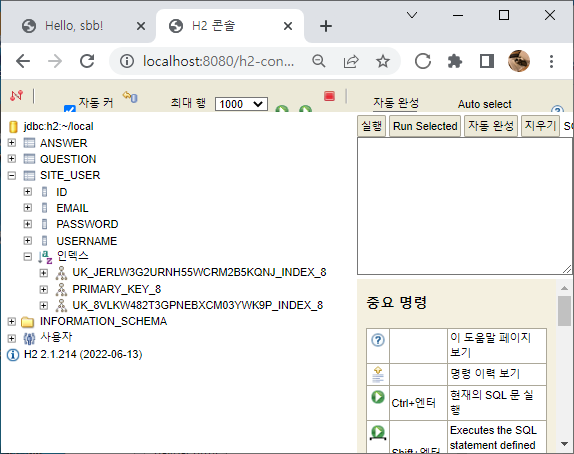 Hello, sbb!
H2 콘솔
localhost:8080/h2-con...
자동 커
최대 행
1000
자동 완성
Auto select
jdbc:h2:~/local
ANSWER
QUESTION
SITE_USER
ID
EMAIL
PASSWORD
USERNAME
인덱스
UK_JERLW3G2URNH55WCRM2B5KQNJ_INDEX_8
PRIMARY_KEY_8
UK_8VLKW482T3GPNEBXCM03YWK9P_INDEX_8
INFORMATION_SCHEMA
사용자
H2 2.1.214 (2022-06-13)
실행 Run Selected 자동 완성 지우기 SQ
중요 명령
이 도움말 페이지
보기
명령 이력 보기
Ctrl+엔터
현재의 SQL 문 실
행
Shift+엔터
Executes the SQL
statement defined